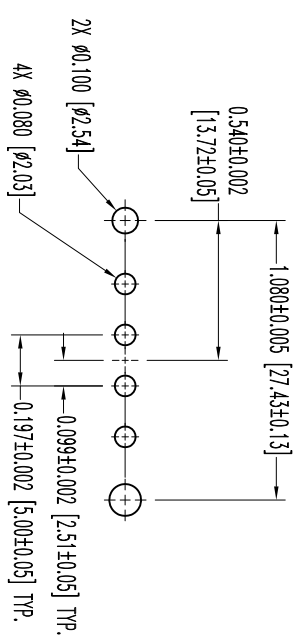 0.540±0.002
[13.72±0.05]
1.080±0.005 [27.43±0.13]
2X ø0.100 [ø2.54]
4X ø0.080 [ø2.03]
0.099±0.002 [2.51±0.05] TYP.
0.197±0.002 [5.00±0.05] TYP.